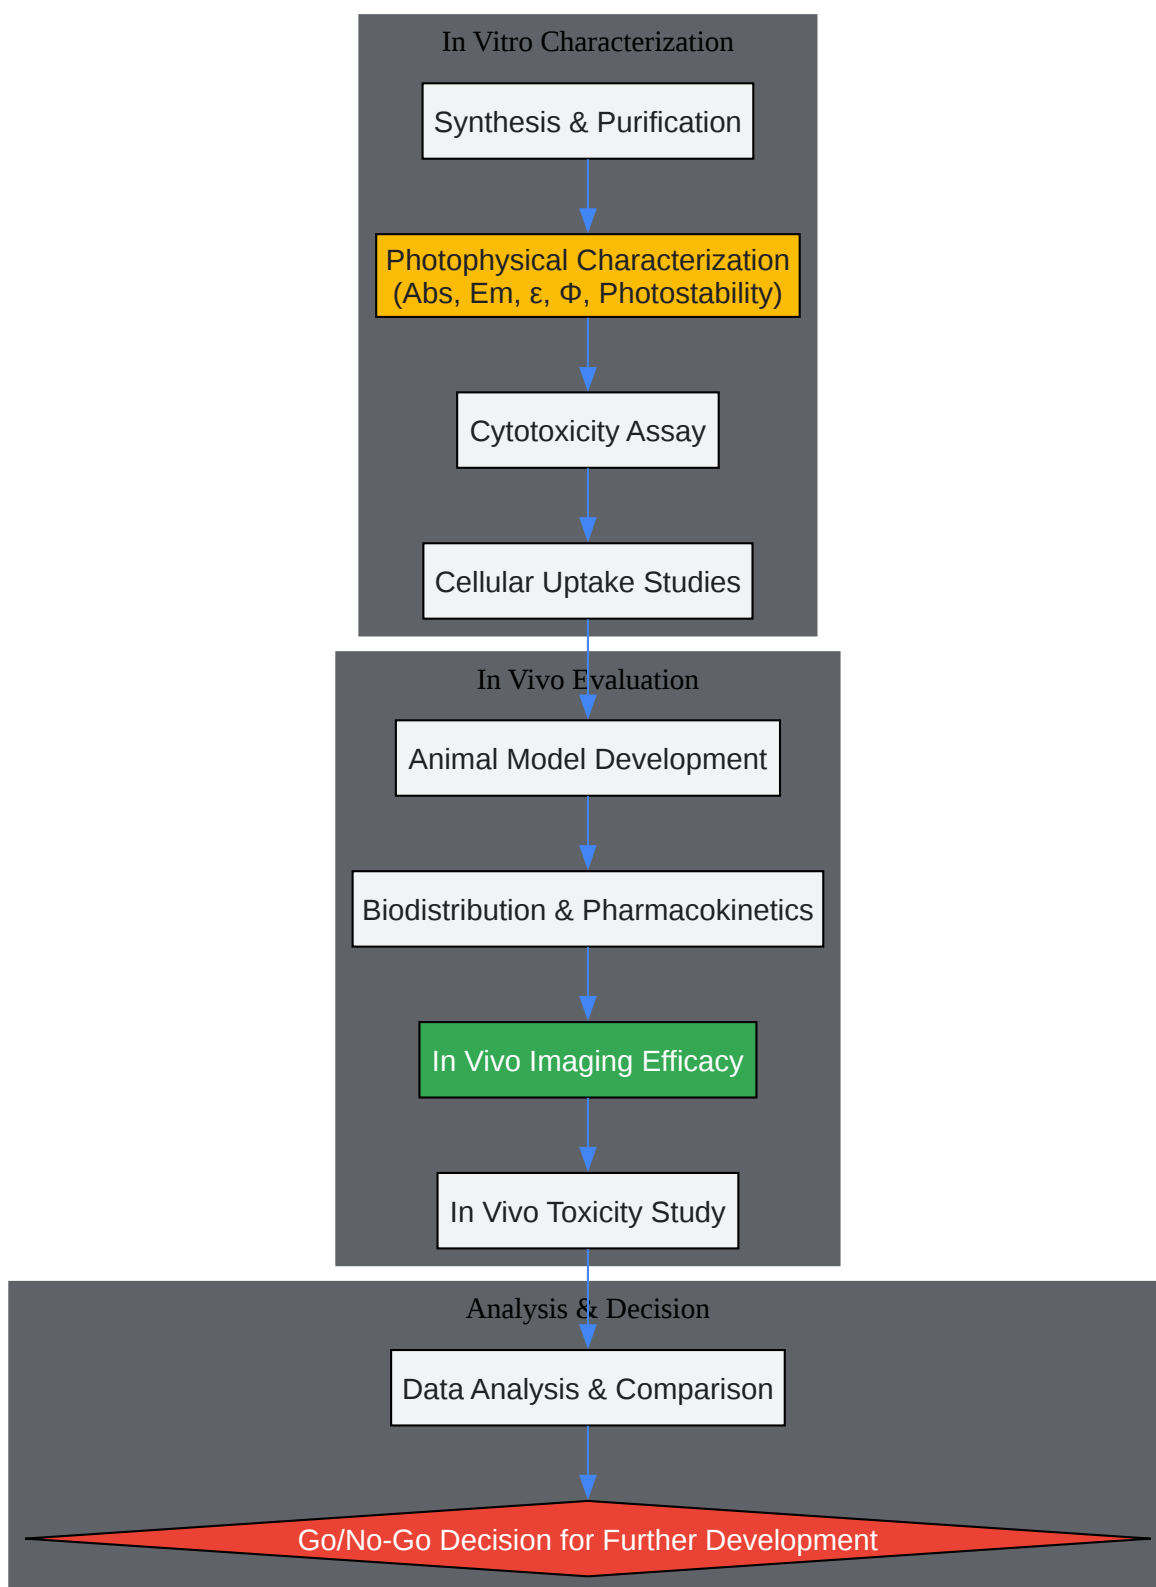 In Vitro Characterization
Synthesis & Purification
Photophysical Characterization
(Abs, Em, ε, Φ, Photostability)
Cytotoxicity Assay
Cellular Uptake Studies
In Vivo Evaluation
Animal Model Development
Biodistribution & Pharmacokinetics
In Vivo Imaging Efficacy
In Vivo Toxicity Study
Analysis & Decision
Data Analysis & Comparison
Go/No-Go Decision for Further Development